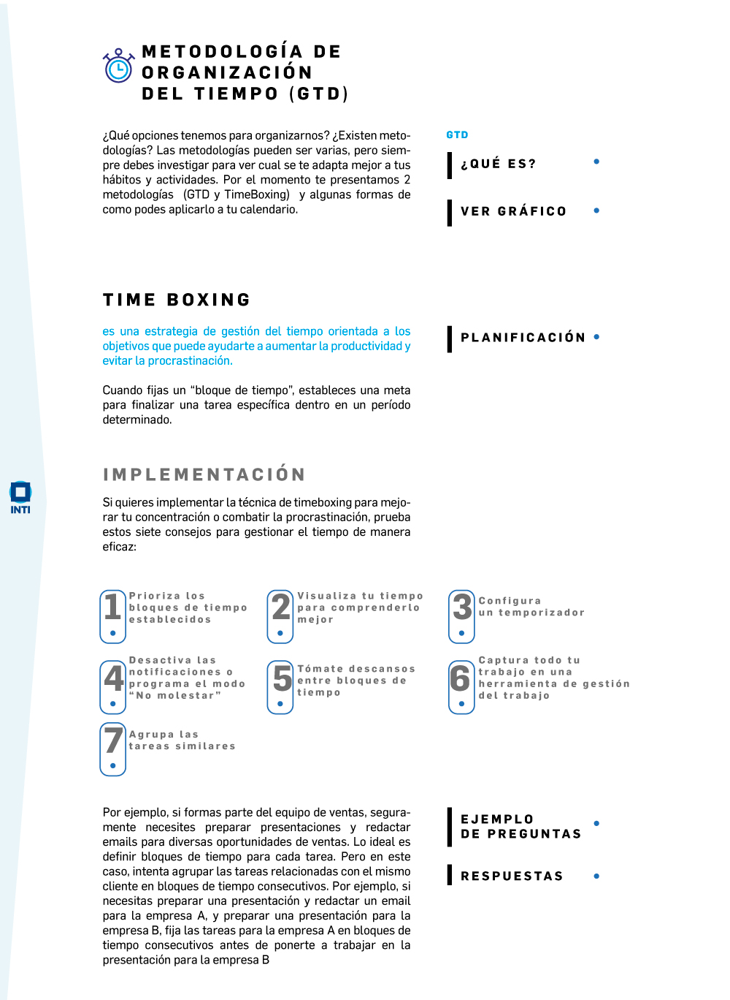 METODOLOGÍA DE
ORGANIZACIÓN
DEL TIEMPO (GTD)
¿Qué opciones tenemos para organizarnos? ¿Existen meto-
dologías? Las metodologías pueden ser varias, pero siem-
pre debes investigar para ver cual se te adapta mejor a tus
hábitos y actividades. Por el momento te presentamos 2
metodologías (GTD y TimeBoxing) y algunas formas de
como podes aplicarlo a tu calendario.
GTD
¿QUÉ ES?
VER GRÁFICO
TIME BOXING
es una estrategia de gestión del tiempo orientada a los
objetivos que puede ayudarte a aumentar la productividad y
evitar la procrastinación.
PLANIFICACIÓN
Cuando fijas un “bloque de tiempo”, estableces una meta
para finalizar una tarea específica dentro en un período
determinado.
IMPLEMENTACIÓN
Si quieres implementar la técnica de timeboxing para mejo-
rar tu concentración o combatir la procrastinación, prueba
estos siete consejos para gestionar el tiempo de manera
eficaz:
INTI
1
Prioriza los
bloques de tiempo
establecidos
2
Visualiza tu tiempo
para comprenderlo
mejor
3
Configura
un temporizador
4
Desactiva las
notificaciones o
programa el modo
“No molestar”
5
Tómate descansos
entre bloques de
tiempo
6
Captura todo tu
trabajo en una
herramienta de gestión
del trabajo
7
Agrupa las
tareas similares
Por ejemplo, si formas parte del equipo de ventas, segura-
mente necesites preparar presentaciones y redactar
emails para diversas oportunidades de ventas. Lo ideal es
definir bloques de tiempo para cada tarea. Pero en este
caso, intenta agrupar las tareas relacionadas con el mismo
cliente en bloques de tiempo consecutivos. Por ejemplo, si
necesitas preparar una presentación y redactar un email
para la empresa A, y preparar una presentación para la
empresa B, fija las tareas para la empresa A en bloques de
tiempo consecutivos antes de ponerte a trabajar en la
presentación para la empresa B
EJEMPLO
DE PREGUNTAS
RESPUESTAS